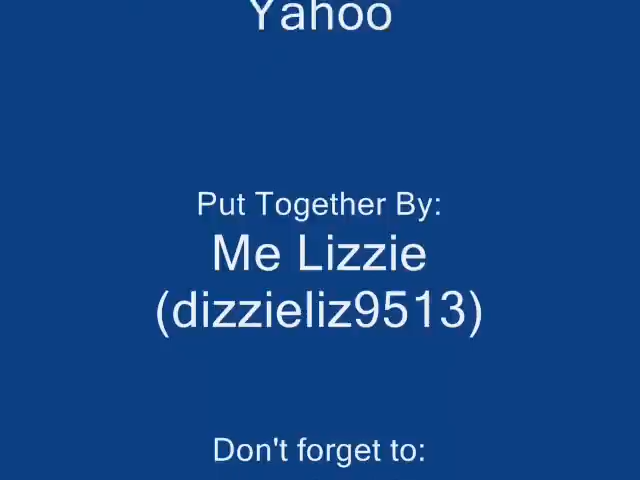 Yahoo
Put Together By:
Me Lizzie
(dizzieliz9513)
Don't forget to: